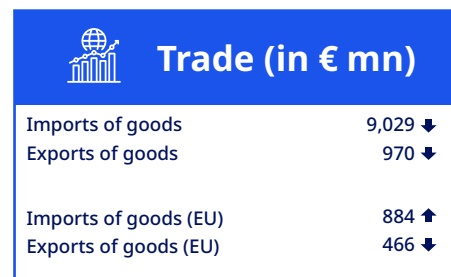 Trade (in € mn)
Imports of goods 9,029
Exports of goods 970
Imports of goods (EU) 884
Exports of goods (EU) 466